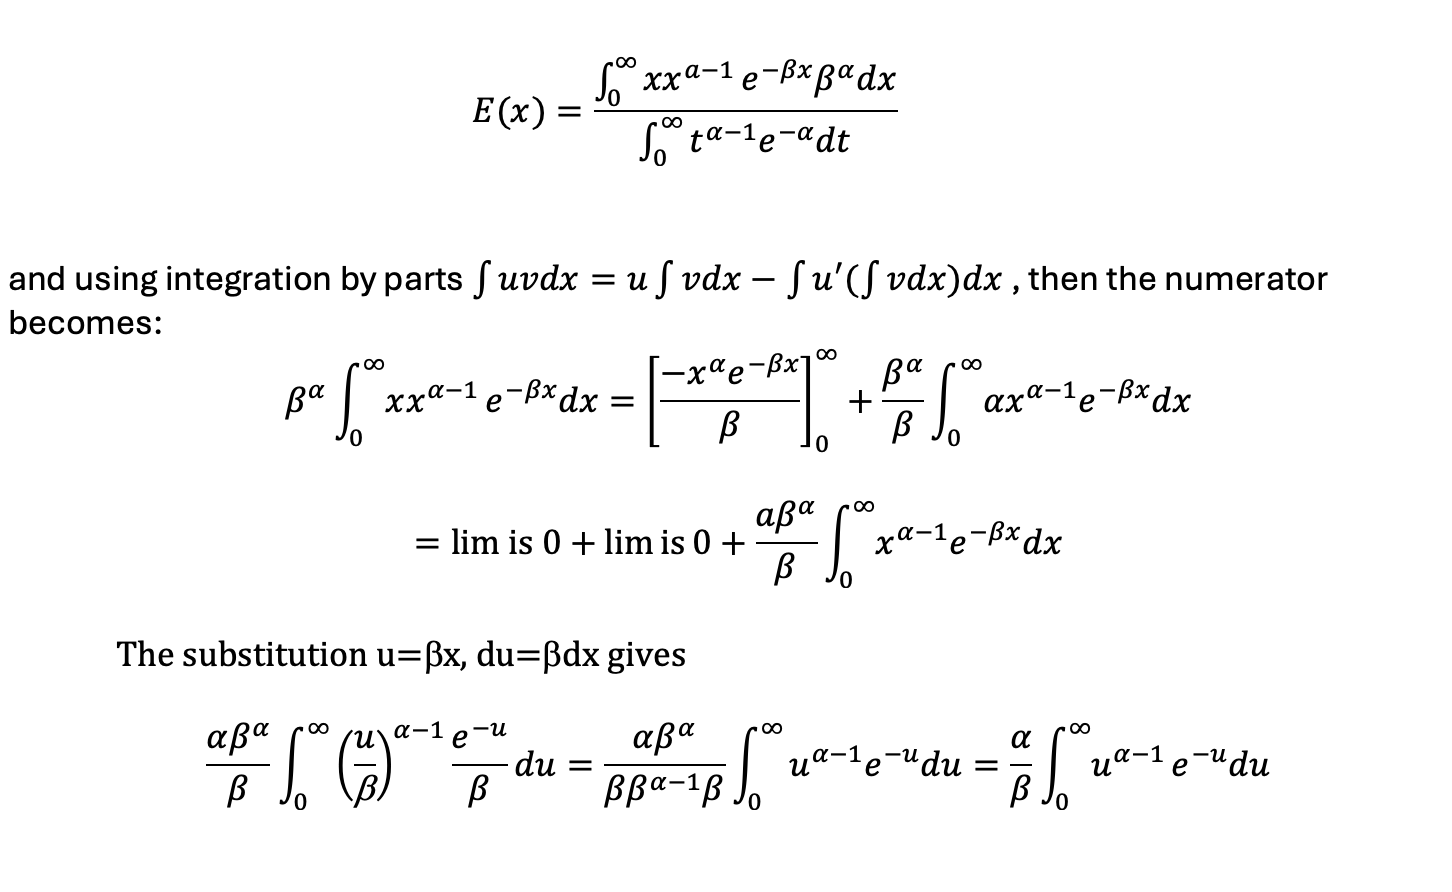 $E(x) = \frac{\int_0^\infty xx^{a-1} e^{-\beta x}\beta^\alpha dx}{\int_0^\infty t^{\alpha-1}e^{-\alpha}dt}$
and using integration by parts $\int uvdx = u\int vdx - \int u'(\int vdx)dx$ , then the numerator
becomes:
$\beta^\alpha \int_0^\infty xx^{\alpha-1} e^{-\beta x}dx = \left[\frac{-x^\alpha e^{-\beta x}}{\beta}\right]_0^\infty + \frac{\beta^\alpha}{\beta}\int_0^\infty \alpha x^{\alpha-1}e^{-\beta x}dx$
$= \text{lim is } 0 + \text{lim is } 0 + \frac{a\beta^\alpha}{\beta}\int_0^\infty x^{\alpha-1}e^{-\beta x}dx$
The substitution u=βx, du=βdx gives
$\frac{\alpha\beta^\alpha}{\beta}\int_0^\infty \left(\frac{u}{\beta}\right)^{\alpha-1}\frac{e^{-u}}{\beta}du = \frac{\alpha\beta^\alpha}{\beta\beta^{\alpha-1}\beta}\int_0^\infty u^{\alpha-1}e^{-u}du = \frac{\alpha}{\beta}\int_0^\infty u^{\alpha-1} e^{-u}du$